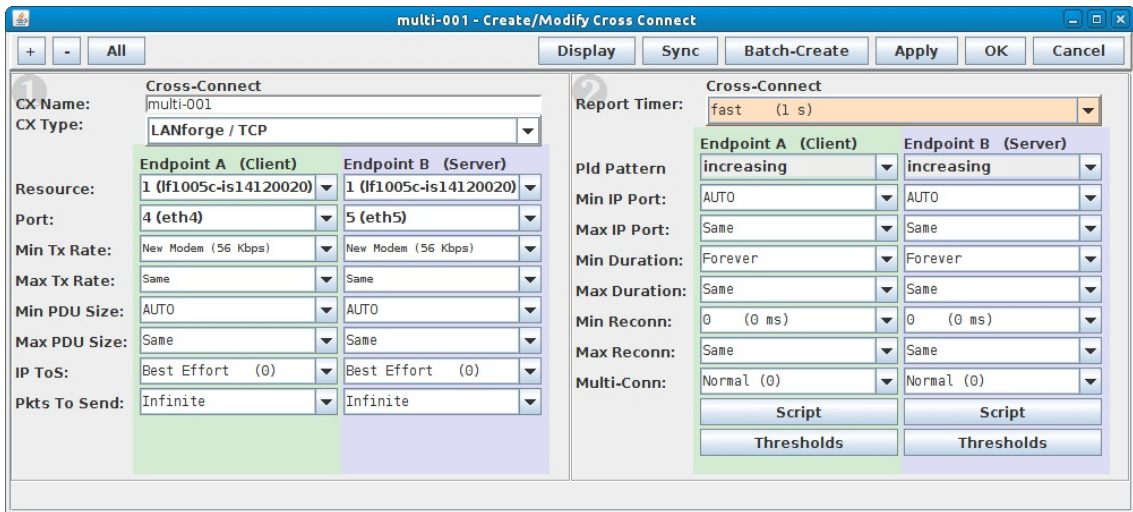 multi-001 - Create/Modify Cross Connect
+ - All Display Sync Batch-Create Apply OK Cancel
1
Cross-Connect
CX Name: multi-001
CX Type: LANforge / TCP
Endpoint A (Client) Endpoint B (Server)
Resource: 1 (lf1005c-is14120020) 1 (lf1005c-is14120020)
Port: 4 (eth4) 5 (eth5)
Min Tx Rate: New Modem (56 Kbps) New Modem (56 Kbps)
Max Tx Rate: Same Same
Min PDU Size: AUTO AUTO
Max PDU Size: Same Same
IP ToS: Best Effort (0) Best Effort (0)
Pkts To Send: Infinite Infinite
2
Cross-Connect
Report Timer: fast (1 s)
Endpoint A (Client) Endpoint B (Server)
Pld Pattern increasing increasing
Min IP Port: AUTO AUTO
Max IP Port: Same Same
Min Duration: Forever Forever
Max Duration: Same Same
Min Reconn: 0 (0 ms) 0 (0 ms)
Max Reconn: Same Same
Multi-Conn: Normal (0) Normal (0)
Script Script
Thresholds Thresholds